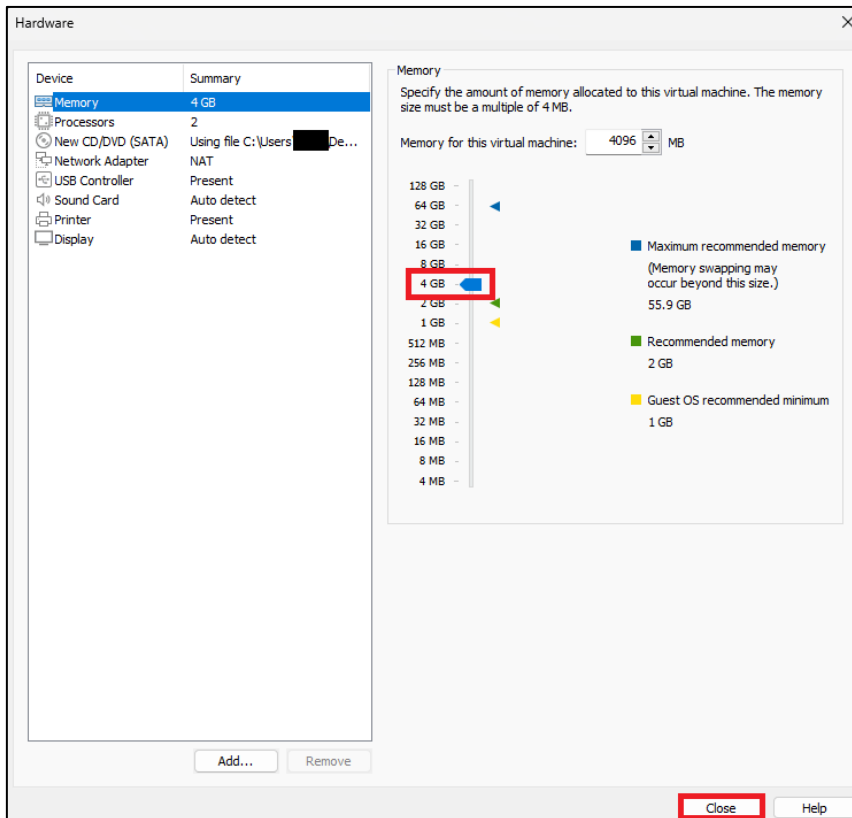 Hardware
Device Summary
Memory 4 GB
Processors 2
New CD/DVD (SATA) Using file C:\Users De...
Network Adapter NAT
USB Controller Present
Sound Card Auto detect
Printer Present
Display Auto detect
Add... Remove
Memory
Specify the amount of memory allocated to this virtual machine. The memory
size must be a multiple of 4 MB.
Memory for this virtual machine: 4096 MB
128 GB
64 GB
32 GB
16 GB
8 GB
4 GB
2 GB
1 GB
512 MB
256 MB
128 MB
64 MB
32 MB
16 MB
8 MB
4 MB
Maximum recommended memory
(Memory swapping may
occur beyond this size.)
55.9 GB
Recommended memory
2 GB
Guest OS recommended minimum
1 GB
Close Help